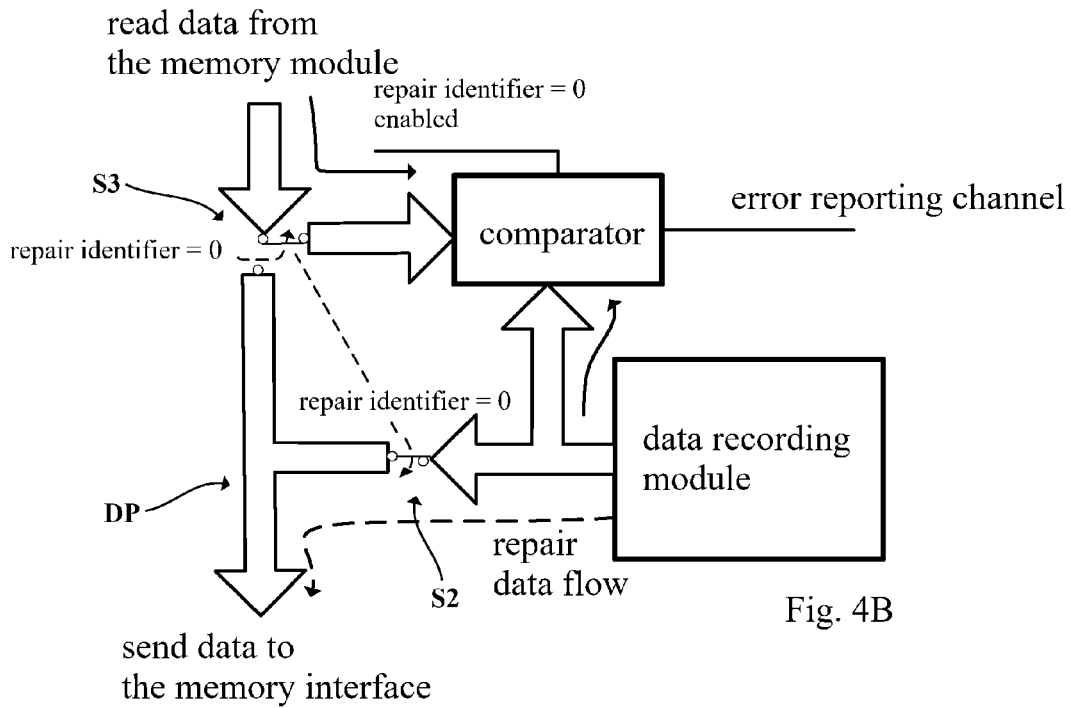 read data from
the memory module
repair identifier = 0
enabled
S3
error reporting channel
comparator
repair identifier = 0
repair identifier = 0
data recording
module
DP
repair
data flow
S2
Fig. 4B
send data to
the memory interface